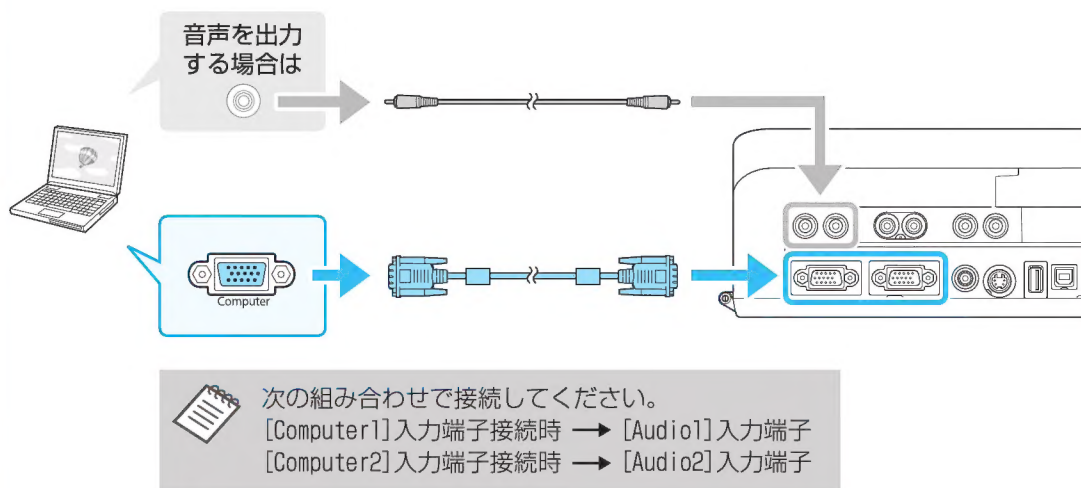 音声を出力
する場合は
Computer
次の組み合わせで接続してください。
[Computer1]入力端子接続時 → [Audio1]入力端子
[Computer2]入力端子接続時 → [Audio2]入力端子